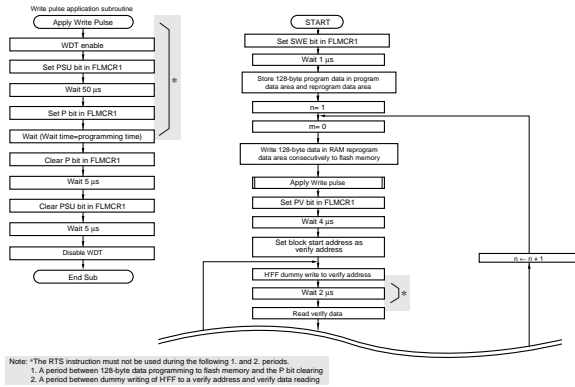 Write pulse application subroutine
Apply Write Pulse
WDT enable
Set PSU bit in FLMCR1
Wait 50 µs
Set P bit in FLMCR1
Wait (Wait time=programming time)
Clear P bit in FLMCR1
Wait 5 µs
Clear PSU bit in FLMCR1
Wait 5 µs
Disable WDT
End Sub
*
START
Set SWE bit in FLMCR1
Wait 1 µs
Store 128-byte program data in program
data area and reprogram data area
n= 1
m= 0
Write 128-byte data in RAM reprogram
data area consecutively to flash memory
Apply Write pulse
Set PV bit in FLMCR1
Wait 4 µs
Set block start address as
verify address
H'FF dummy write to verify address
Wait 2 µs
*
Read verify data
n ← n + 1
Note: *The RTS instruction must not be used during the following 1. and 2. periods.
1. A period between 128-byte data programming to flash memory and the P bit clearing
2. A period between dummy writing of H'FF to a verify address and verify data reading